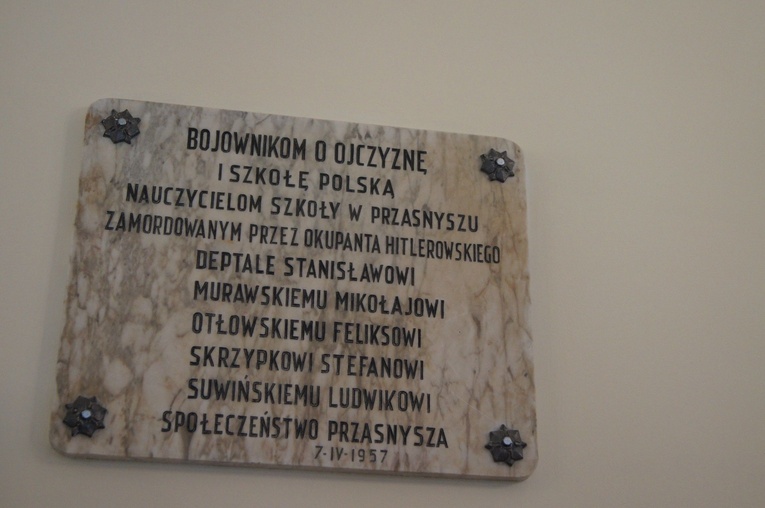 BOJOWNIKOM O OJCZYZNĘ
I SZKOŁĘ POLSKĄ
NAUCZYCIELOM SZKOŁY W PRZASNYSZU
ZAMORDOWANYM PRZEZ OKUPANTA HITLEROWSKIEGO
DEPTALE STANISŁAWOWI
MURAWSKIEMU MIKOŁAJOWI
OTŁOWSKIEMU FELIKSOWI
SKRZYPKOWI STEFANOWI
SUWIŃSKIEMU LUDWIKOWI
SPOŁECZEŃSTWO PRZASNYSZA
7-IV-1957